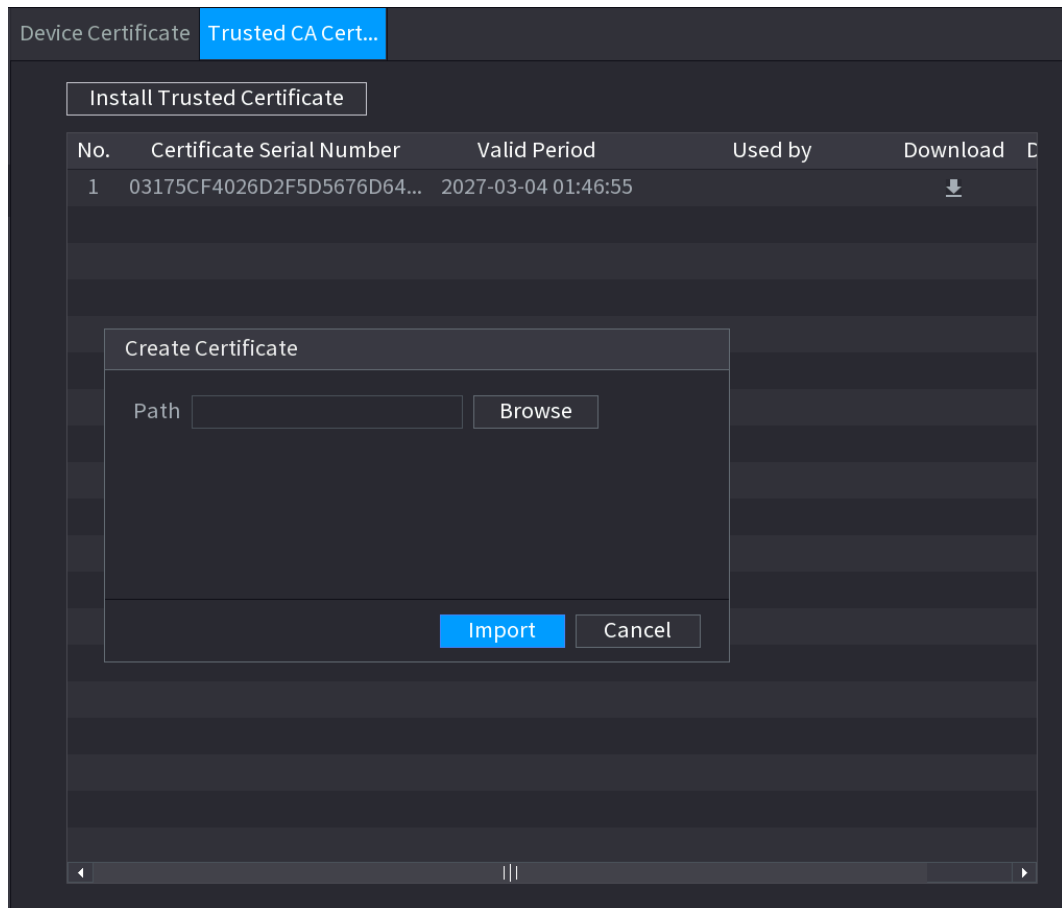 Device Certificate Trusted CA Cert...
Install Trusted Certificate
No. Certificate Serial Number Valid Period Used by Download D
1 03175CF4026D2F5D5676D64... 2027-03-04 01:46:55
Create Certificate
Path Browse
Import Cancel